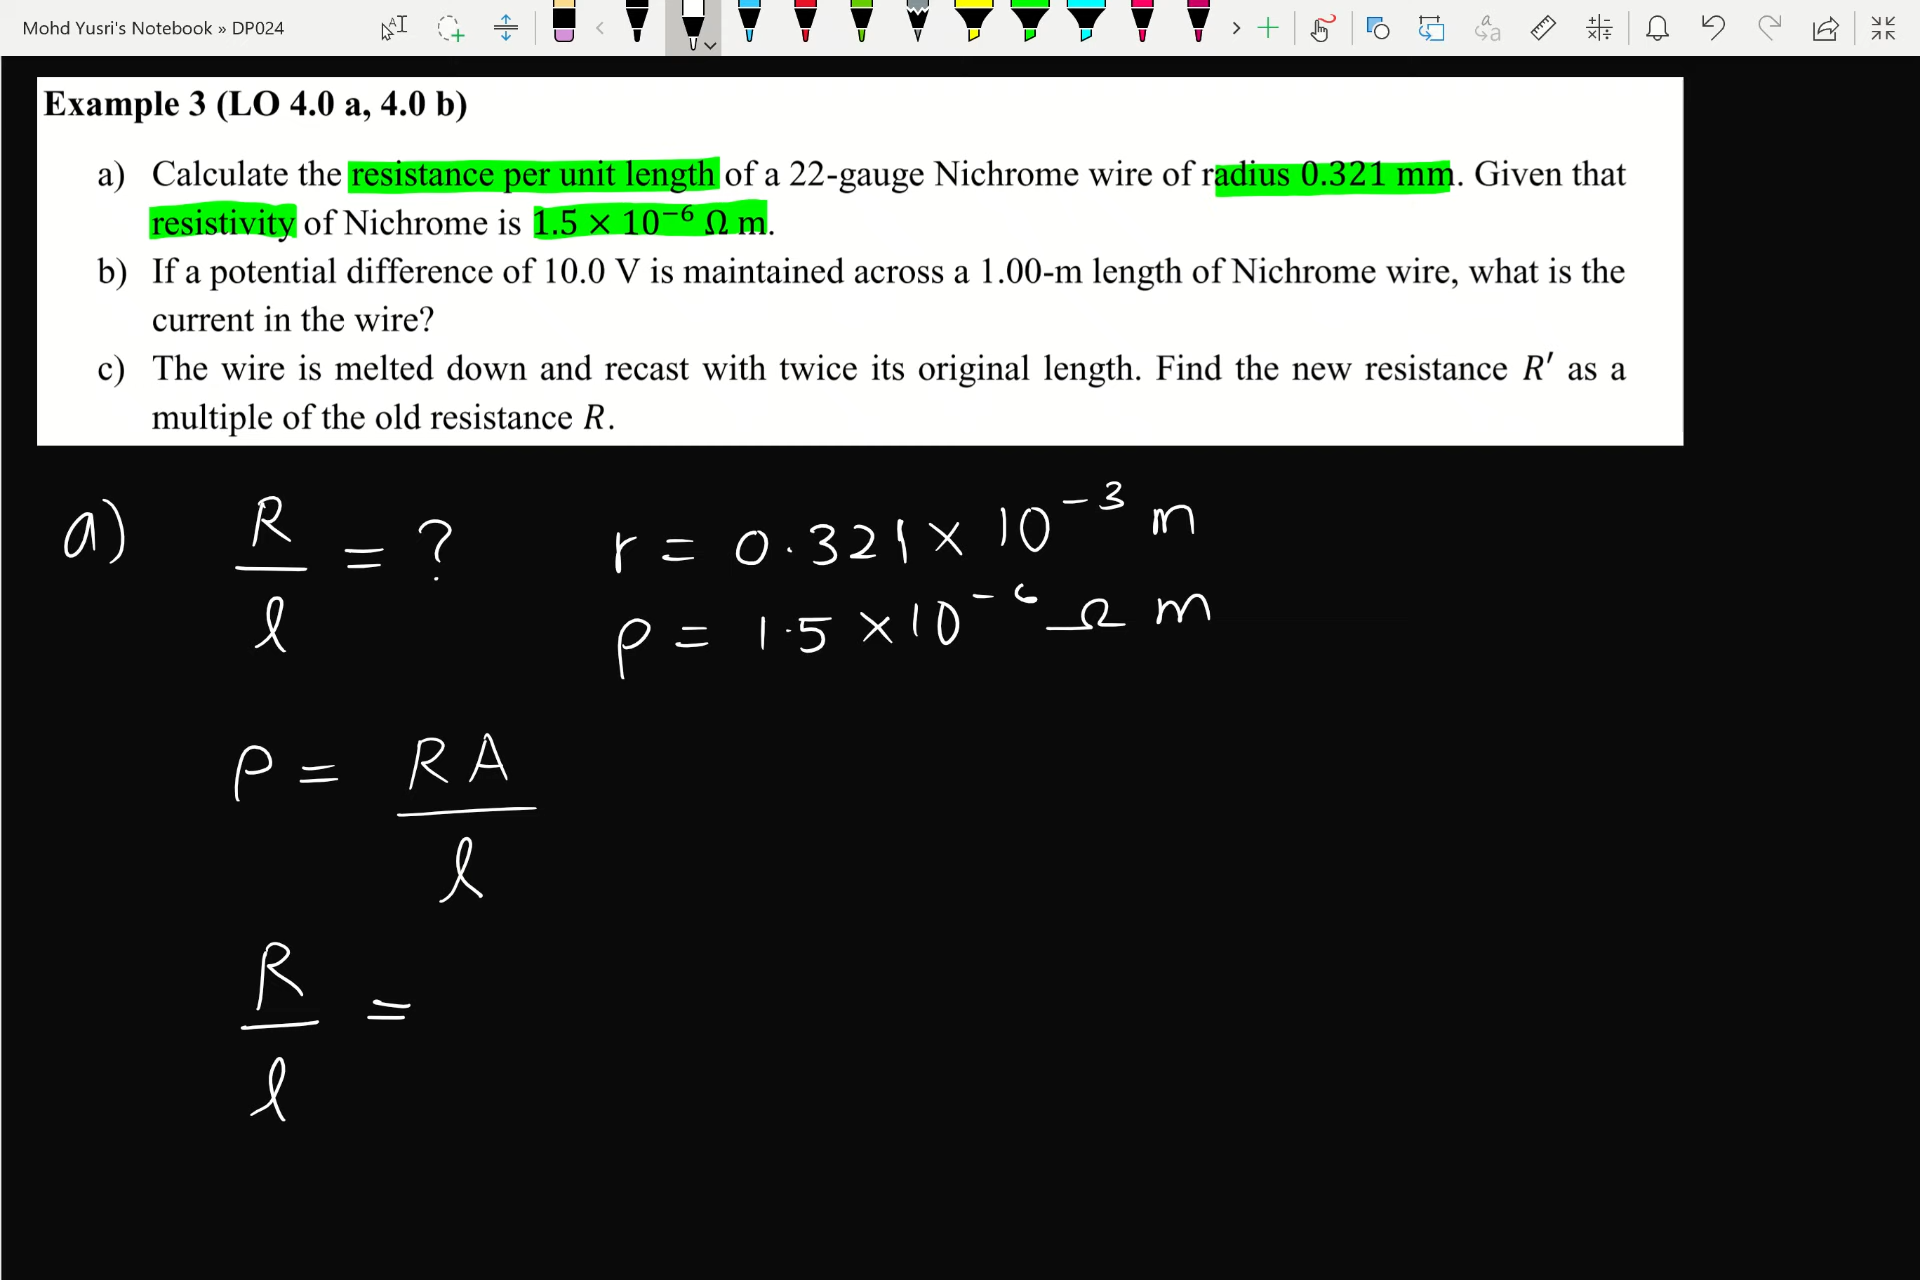 Mohd Yusri's Notebook » DP024
Example 3 (LO 4.0 a, 4.0 b)
a) Calculate the resistance per unit length of a 22-gauge Nichrome wire of radius 0.321 mm. Given that
resistivity of Nichrome is 1.5 × 10⁻⁶ Ω m.
b) If a potential difference of 10.0 V is maintained across a 1.00-m length of Nichrome wire, what is the
current in the wire?
c) The wire is melted down and recast with twice its original length. Find the new resistance R′ as a
multiple of the old resistance R.
a) R/l = ? r = 0.321 × 10⁻³ m
ρ = 1.5 × 10⁻⁶ Ω m
ρ = RA/l
R/l =